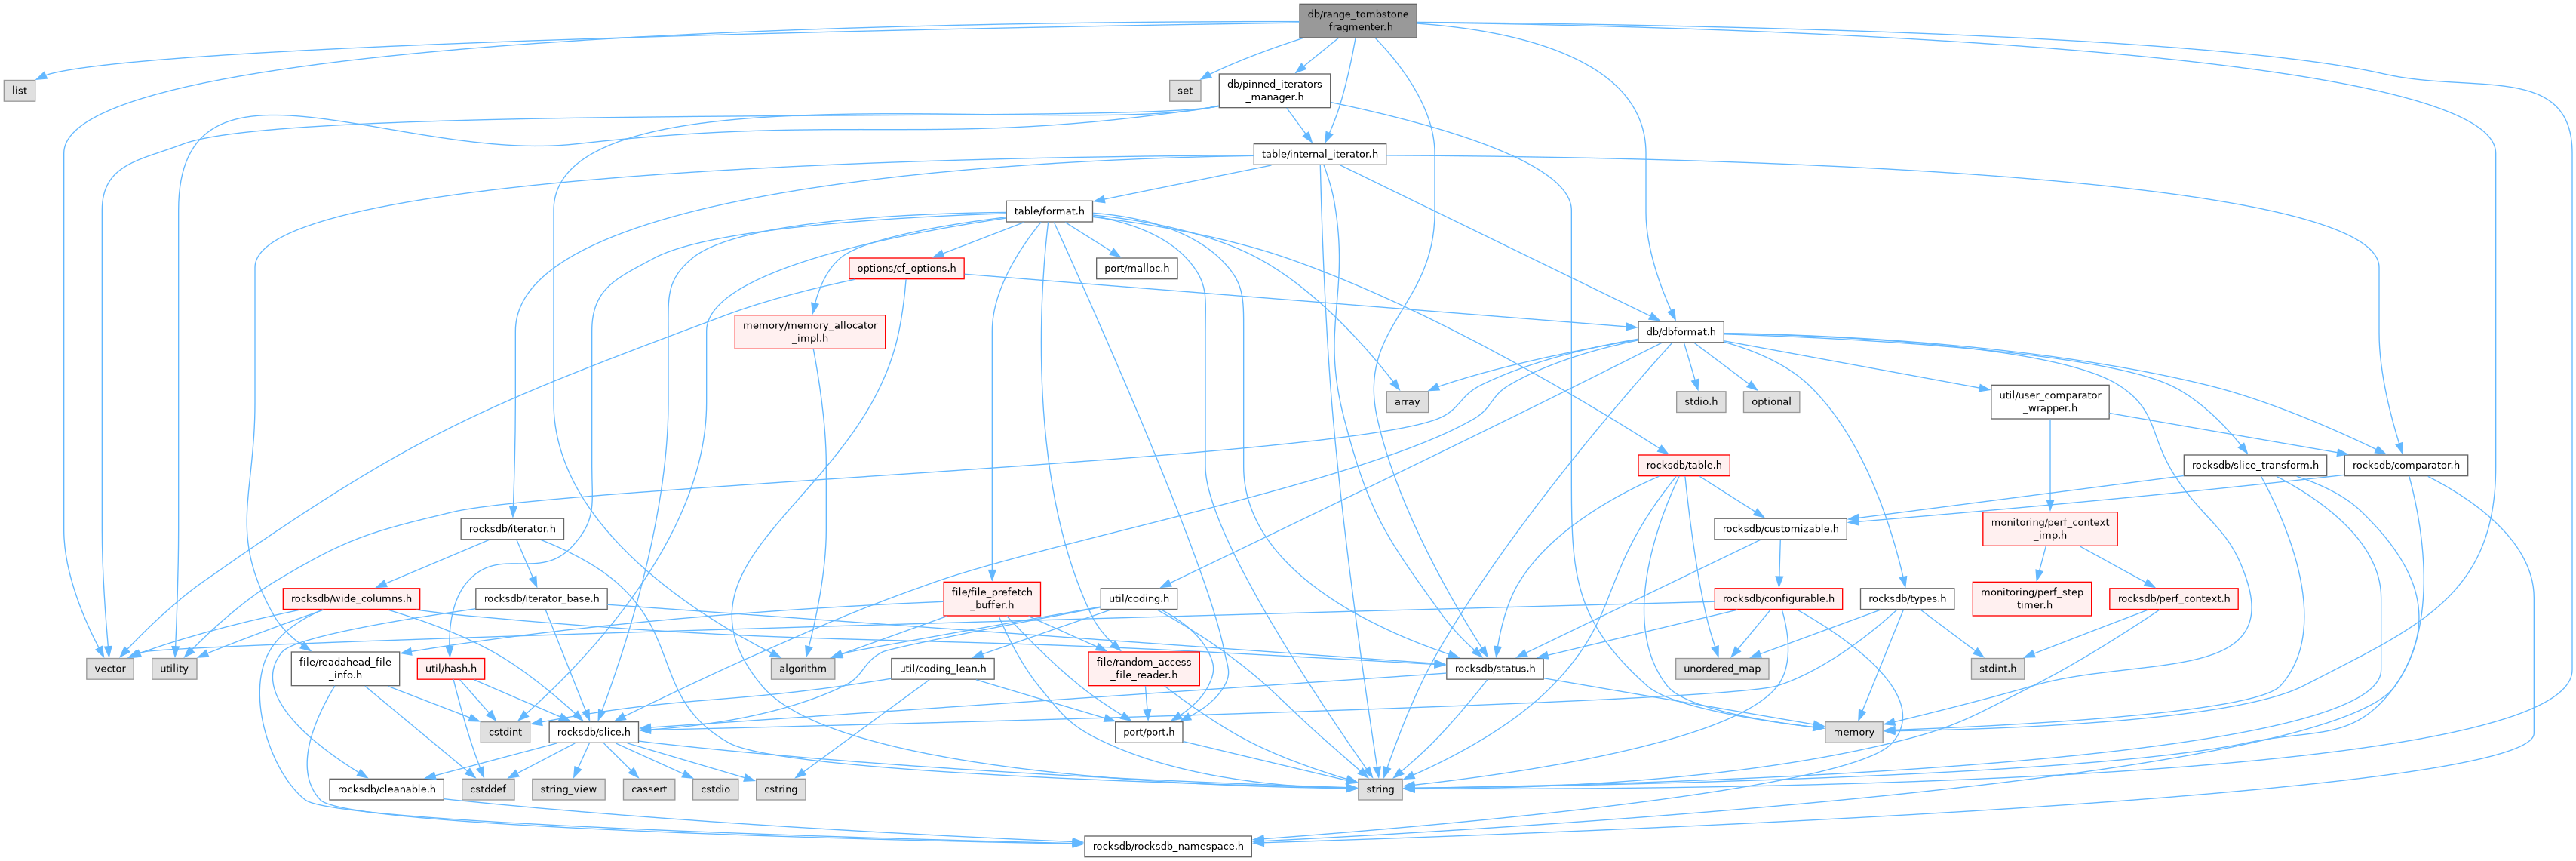 db/range_tombstone
_fragmenter.h
list
set
db/pinned_iterators
_manager.h
table/internal_iterator.h
table/format.h
options/cf_options.h
port/malloc.h
memory/memory_allocator
_impl.h
db/dbformat.h
array
stdio.h
optional
util/user_comparator
_wrapper.h
rocksdb/table.h
rocksdb/slice_transform.h
rocksdb/comparator.h
rocksdb/iterator.h
rocksdb/customizable.h
monitoring/perf_context
_imp.h
rocksdb/wide_columns.h
rocksdb/iterator_base.h
file/file_prefetch
_buffer.h
util/coding.h
rocksdb/configurable.h
rocksdb/types.h
monitoring/perf_step
_timer.h
rocksdb/perf_context.h
vector
utility
file/readahead_file
_info.h
util/hash.h
algorithm
util/coding_lean.h
file/random_access
_file_reader.h
rocksdb/status.h
unordered_map
stdint.h
cstdint
rocksdb/slice.h
port/port.h
memory
rocksdb/cleanable.h
cstddef
string_view
cassert
cstdio
cstring
string
rocksdb/rocksdb_namespace.h